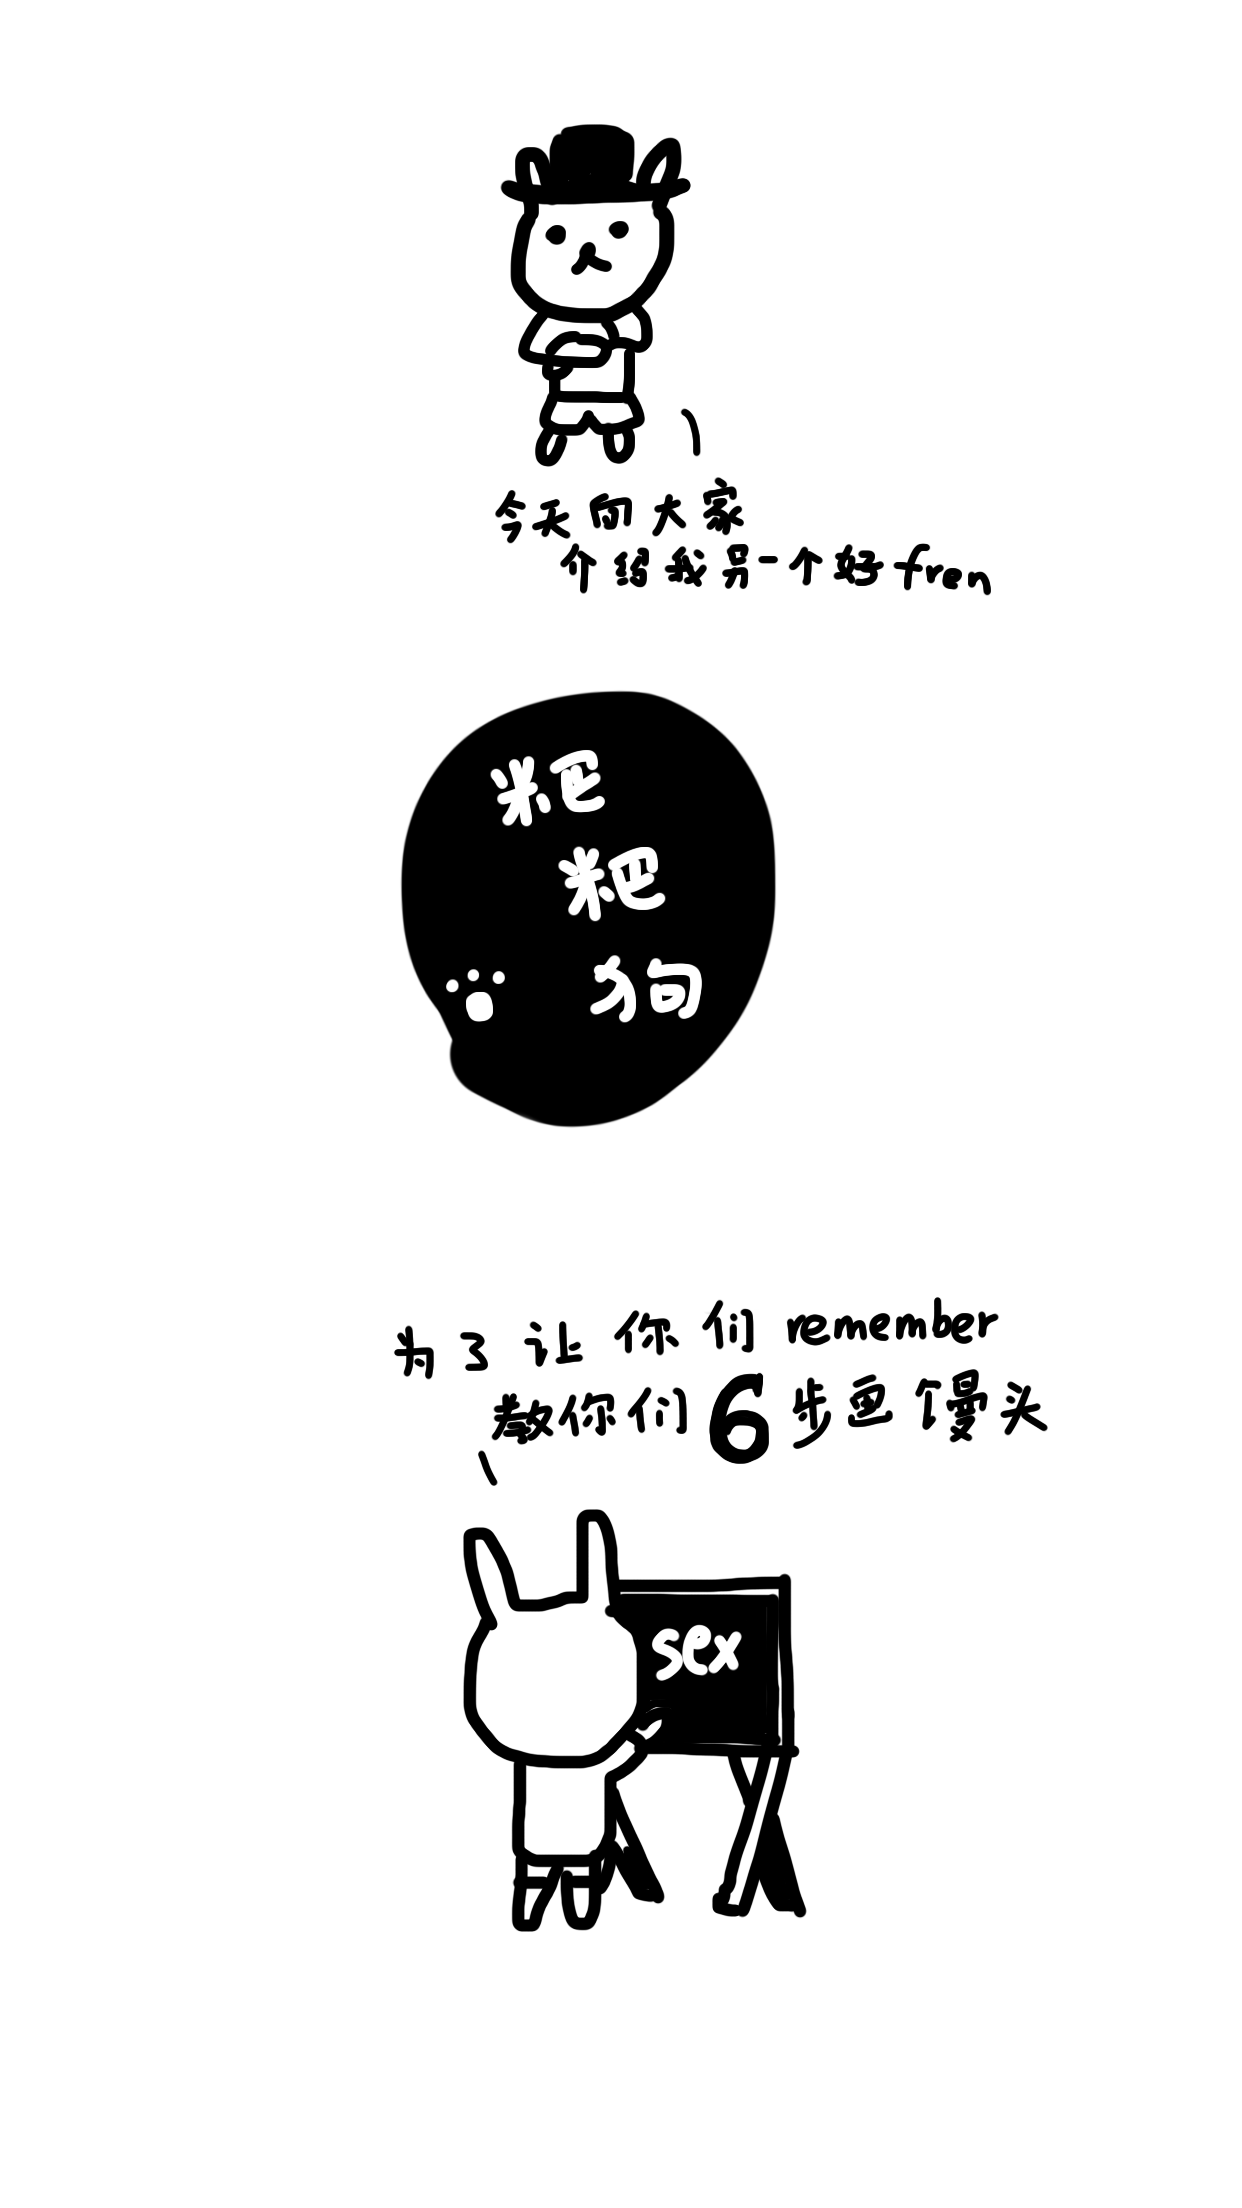 今天向大家
介绍我另一个好fren
粑
粑
狗
为了让你们remember
教你们6步画馒头
sex